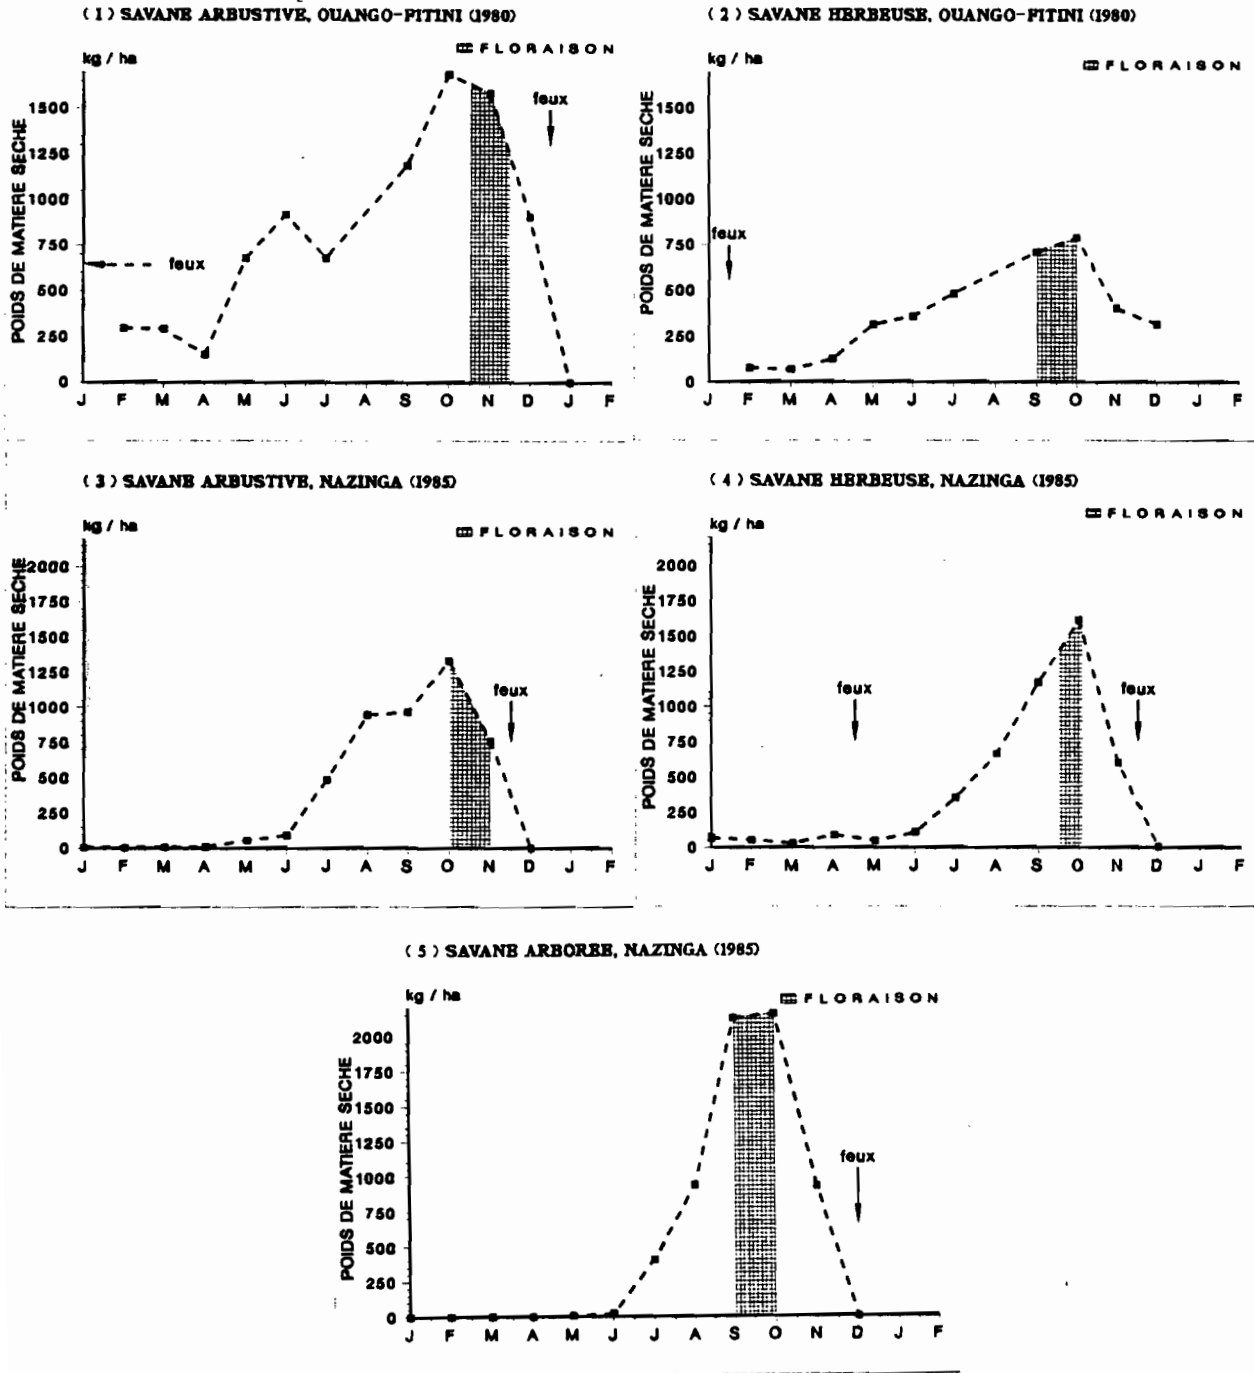 ( 1 ) SAVANE ARBUSTIVE, OUANGO-FITINI (1980)
kg / ha
FLORAISON
POIDS DE MATIERE SECHE
1500
1250
1000
750
500
250
0
feux
feux
J F M A M J J A S O N D J F
( 2 ) SAVANE HERBEUSE, OUANGO-FITINI (1980)
kg / ha
FLORAISON
POIDS DE MATIERE SECHE
1500
1250
1000
750
500
250
0
feux
J F M A M J J A S O N D J F
( 3 ) SAVANE ARBUSTIVE, NAZINGA (1985)
kg / ha
FLORAISON
POIDS DE MATIERE SECHE
2000
1750
1500
1250
1000
750
500
250
0
feux
J F M A M J J A S O N D J F
( 4 ) SAVANE HERBEUSE, NAZINGA (1985)
kg / ha
FLORAISON
POIDS DE MATIERE SECHE
2000
1750
1500
1250
1000
750
500
250
0
feux
feux
J F M A M J J A S O N D J F
( 5 ) SAVANE ARBOREE, NAZINGA (1985)
kg / ha
FLORAISON
POIDS DE MATIERE SECHE
2000
1750
1500
1250
1000
750
500
250
0
feux
J F M A M J J A S O N D J F